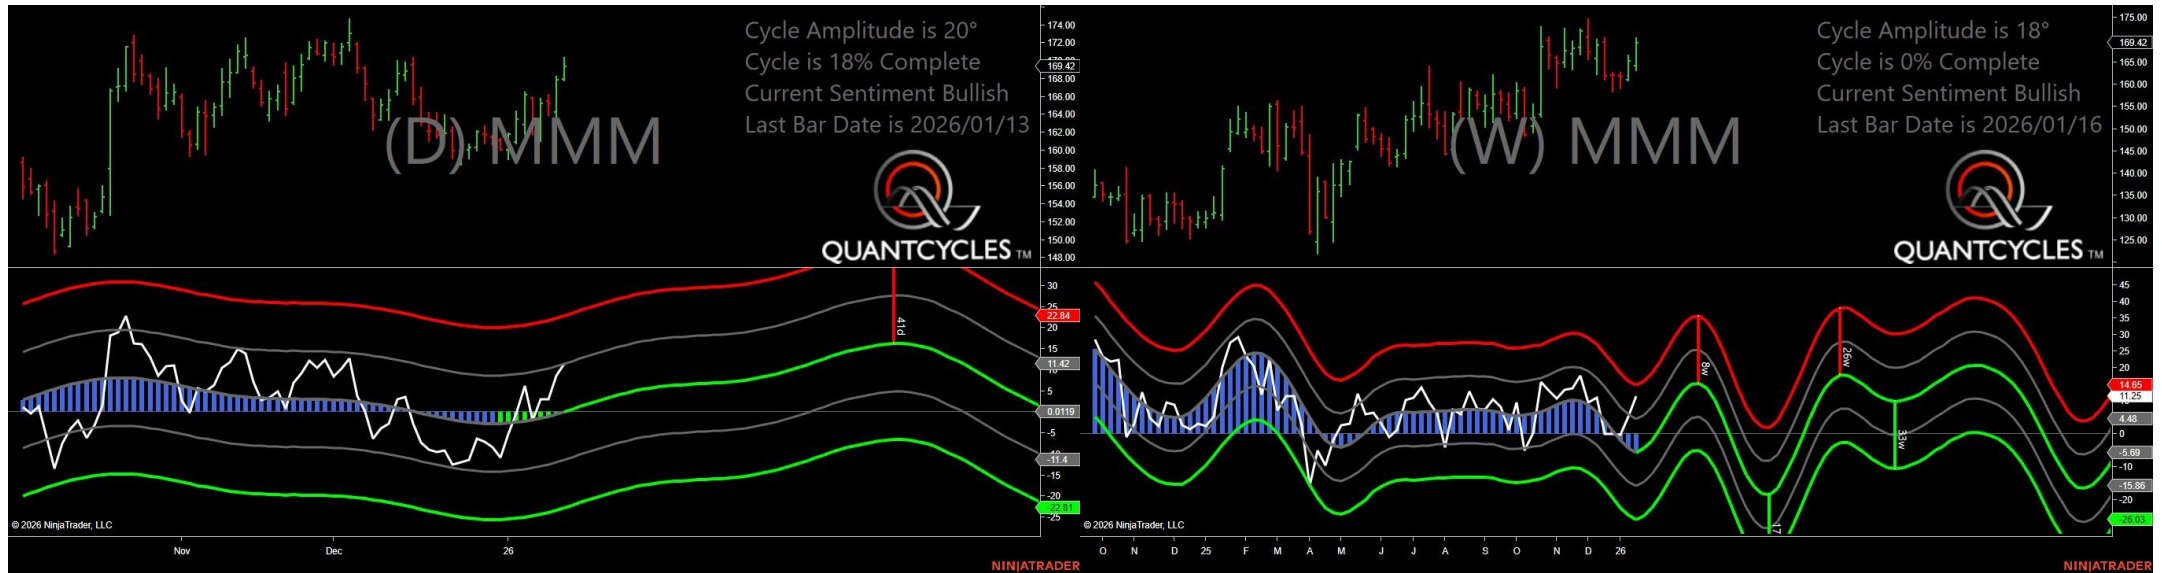 Cycle Amplitude is 20°
Cycle is 18% Complete
Current Sentiment Bullish
Last Bar Date is 2026/01/13
(D) MMM
QUANTCYCLES TM
174.00
172.00
169.42
168.00
166.00
164.00
162.00
160.00
158.00
156.00
154.00
152.00
150.00
148.00
41d
30
25
22.84
20
15
11.42
10
5
0.0119
-5
-11.4
-15
-20
-22.81
-25
© 2026 NinjaTrader, LLC
Nov
Dec
26
NINJATRADER
Cycle Amplitude is 18°
Cycle is 0% Complete
Current Sentiment Bullish
Last Bar Date is 2026/01/16
(W) MMM
QUANTCYCLES TM
175.00
169.42
165.00
160.00
155.00
150.00
145.00
140.00
135.00
130.00
125.00
8w
26w
33w
17
45
40
35
30
25
20
14.65
11.25
4.48
0
-5.69
-10
-15.86
-20
-26.03
© 2026 NinjaTrader, LLC
O N D 25 F M A M J J A S O N D 26
NINJATRADER